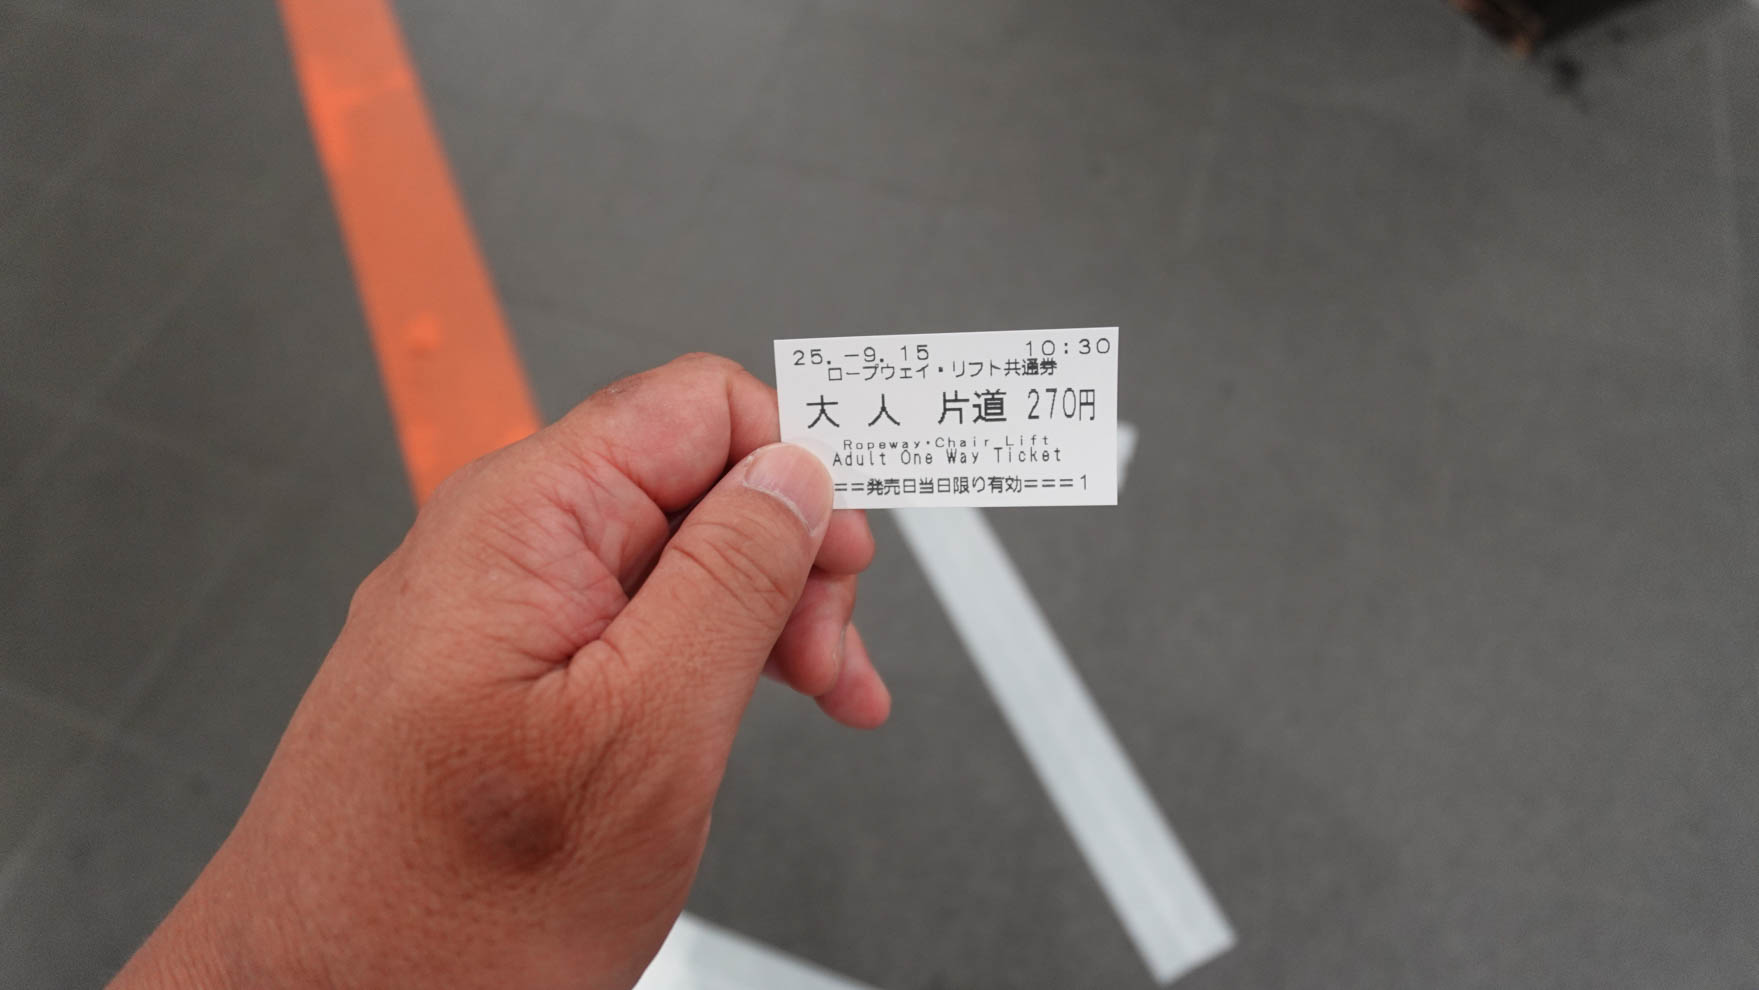 25.-9.15 10:30
ロープウェイ・リフト共通券
大人 片道 270円
Ropeway・Chair Lift
Adult One Way Ticket
==発売日当日限り有効===1